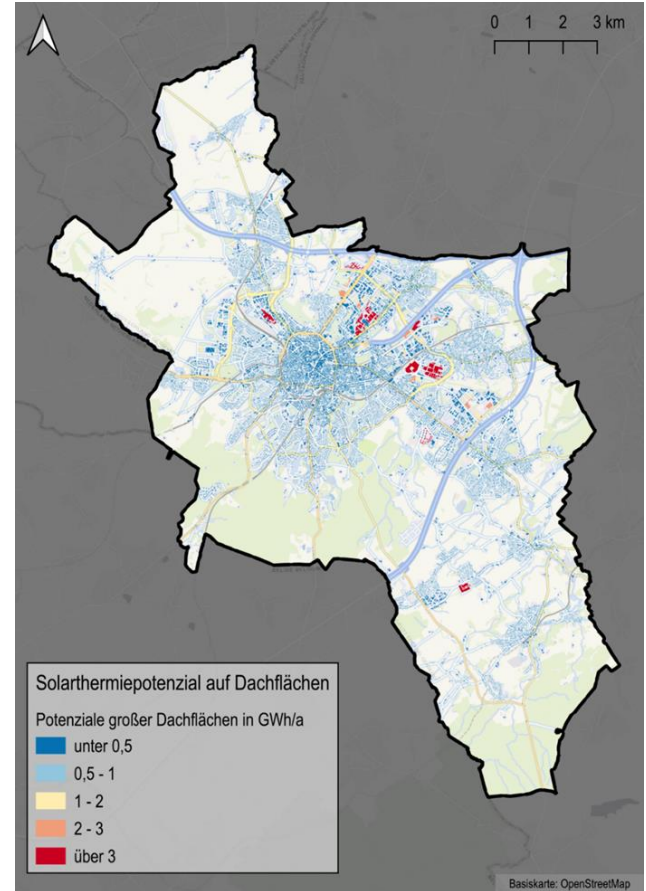 0 1 2 3 km
Solarthermiepotenzial auf Dachflächen
Potenziale großer Dachflächen in GWh/a
unter 0,5
0,5 - 1
1 - 2
2 - 3
über 3
Basiskarte: OpenStreetMap